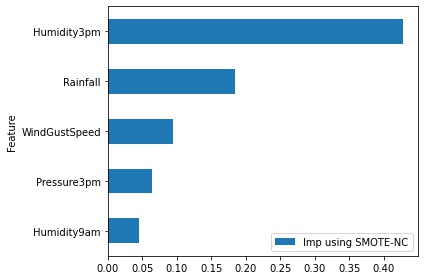 Feature
Humidity3pm
Rainfall
WindGustSpeed
Pressure3pm
Humidity9am
Imp using SMOTE-NC
0.00 0.05 0.10 0.15 0.20 0.25 0.30 0.35 0.40